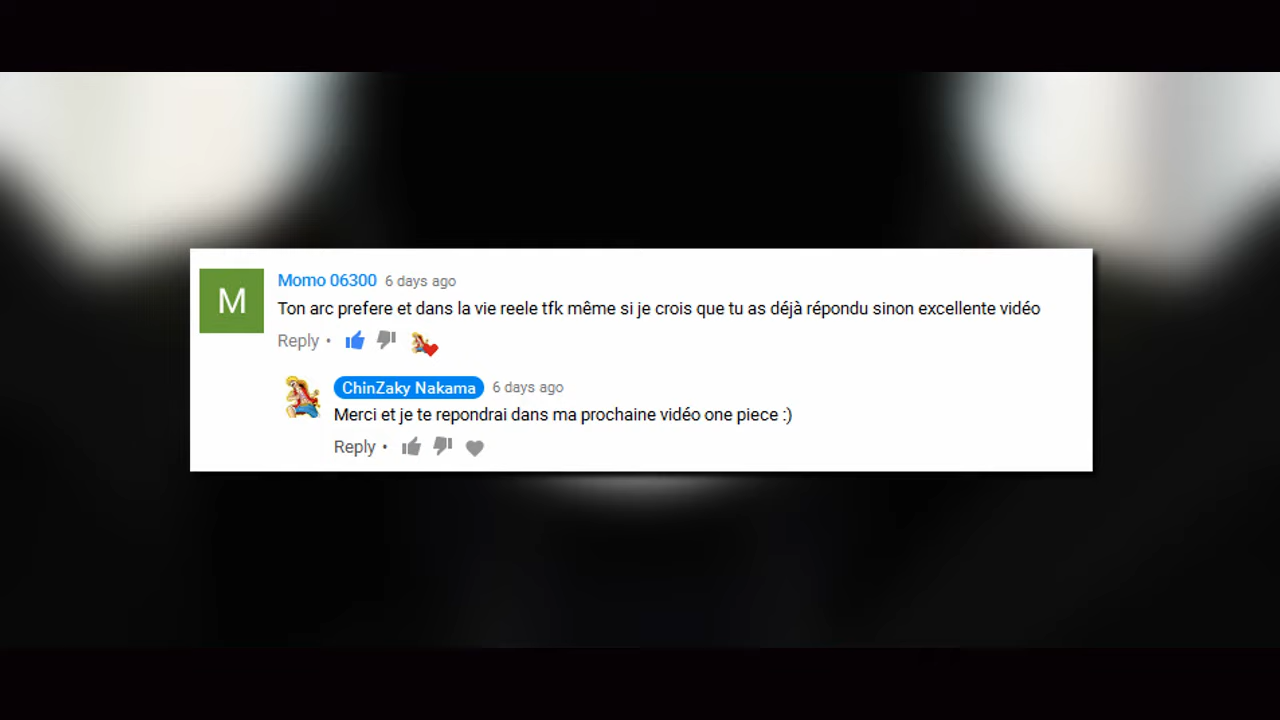 M
Momo 06300 6 days ago
Ton arc prefere et dans la vie reele tfk même si je crois que tu as déjà répondu sinon excellente vidéo
Reply •
ChinZaky Nakama 6 days ago
Merci et je te repondrai dans ma prochaine vidéo one piece :)
Reply •